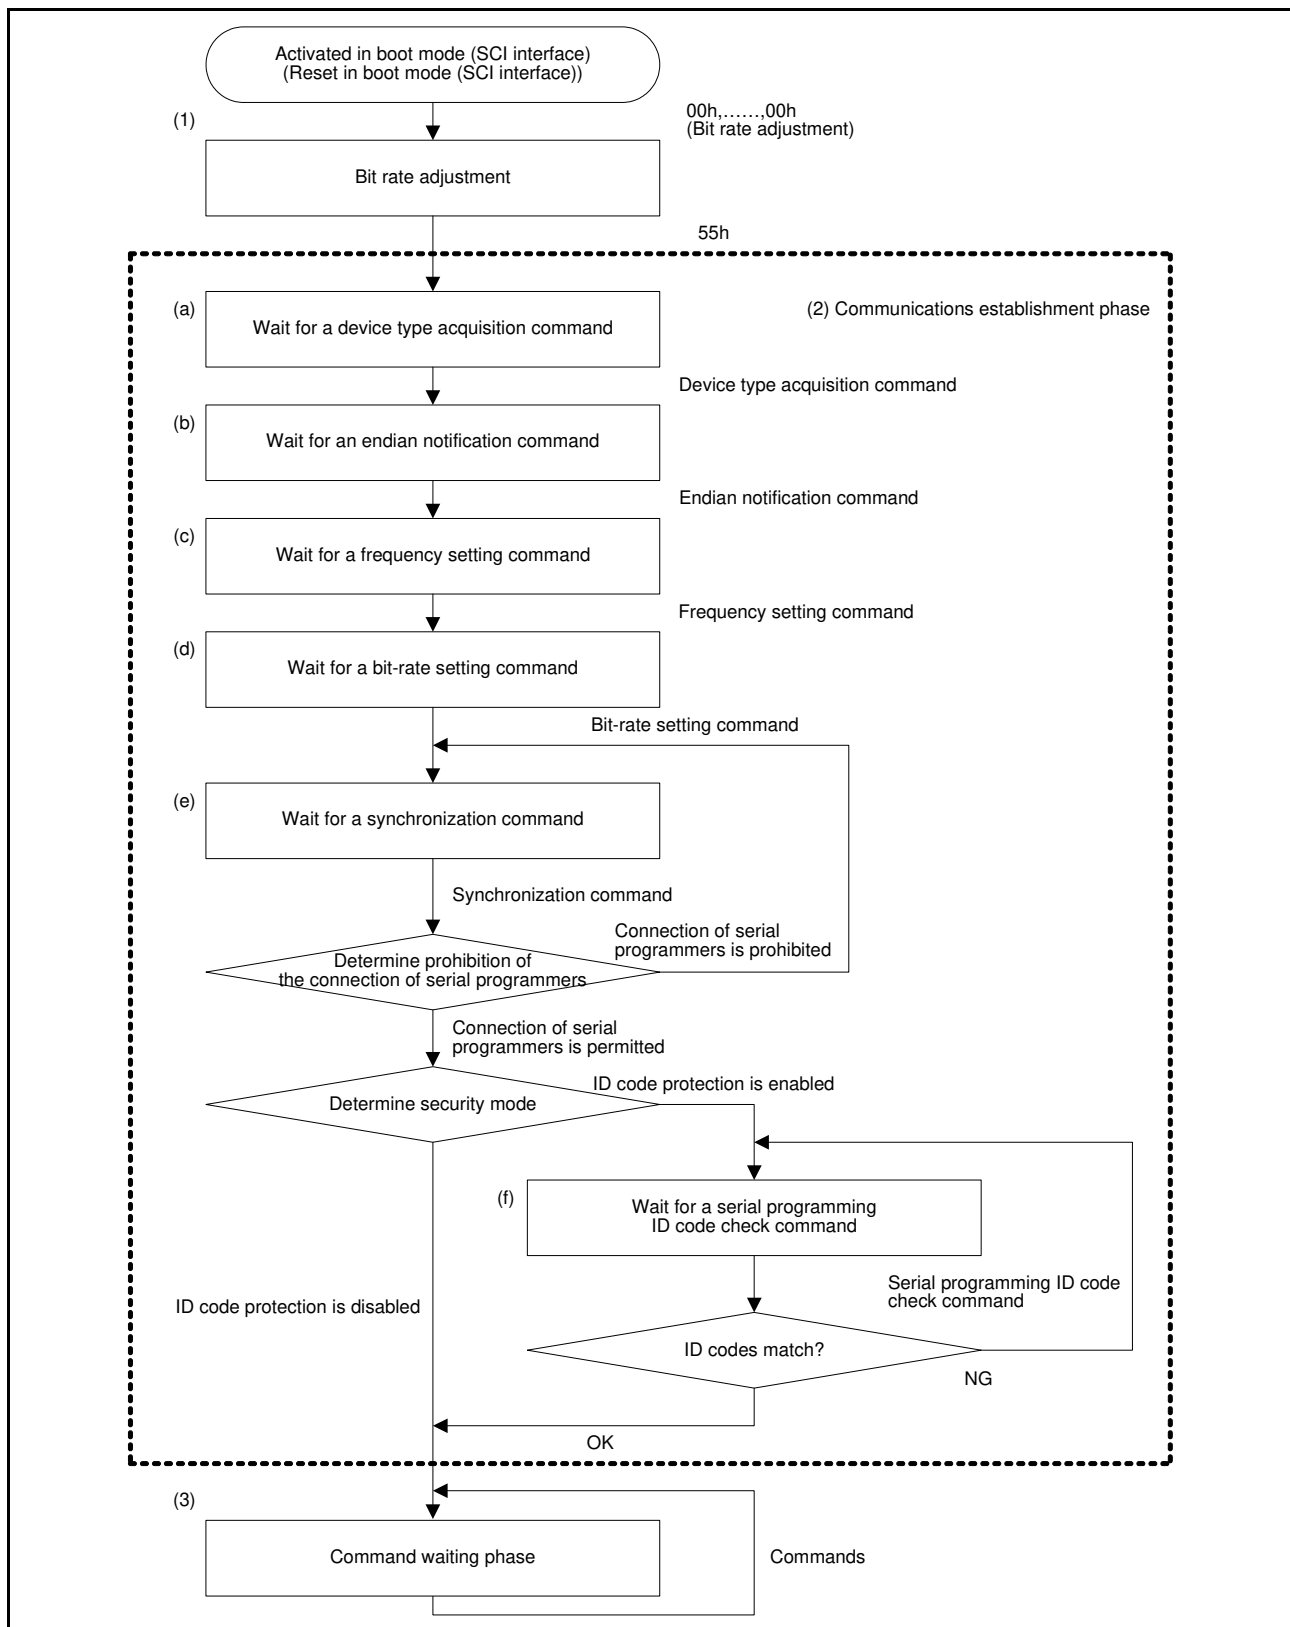 Activated in boot mode (SCI interface)
(Reset in boot mode (SCI interface))
00h,……,00h
(Bit rate adjustment)
(1)
Bit rate adjustment
55h
(a)
Wait for a device type acquisition command
(2) Communications establishment phase
Device type acquisition command
(b)
Wait for an endian notification command
Endian notification command
(c)
Wait for a frequency setting command
Frequency setting command
(d)
Wait for a bit-rate setting command
Bit-rate setting command
(e)
Wait for a synchronization command
Synchronization command
Connection of serial
programmers is prohibited
Determine prohibition of
the connection of serial programmers
Connection of serial
programmers is permitted
ID code protection is enabled
Determine security mode
(f)
Wait for a serial programming
ID code check command
Serial programming ID code
check command
ID code protection is disabled
ID codes match?
NG
OK
(3)
Command waiting phase
Commands